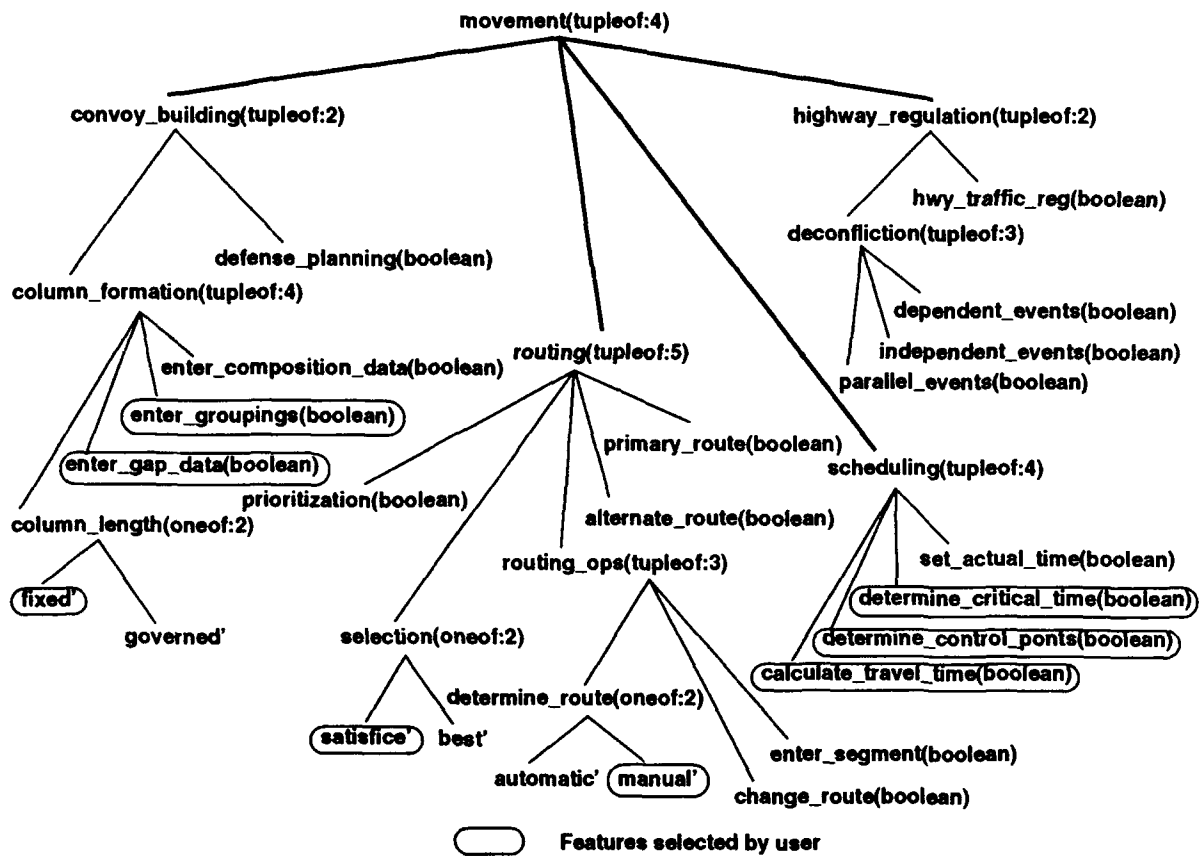 movement(tupleof:4)
convoy_building(tupleof:2)
highway_regulation(tupleof:2)
hwy_traffic_reg(boolean)
deconfliction(tupleof:3)
defense_planning(boolean)
column_formation(tupleof:4)
dependent_events(boolean)
routing(tupleof:5)
independent_events(boolean)
enter_composition_data(boolean)
parallel_events(boolean)
enter_groupings(boolean)
primary_route(boolean)
enter_gap_data(boolean)
scheduling(tupleof:4)
prioritization(boolean)
column_length(oneof:2)
alternate_route(boolean)
routing_ops(tupleof:3)
set_actual_time(boolean)
fixed'
determine_critical_time(boolean)
governed'
selection(oneof:2)
determine_control_ponts(boolean)
calculate_travel_time(boolean)
determine_route(oneof:2)
satisfice'
best'
enter_segment(boolean)
automatic'
manual'
change_route(boolean)
Features selected by user